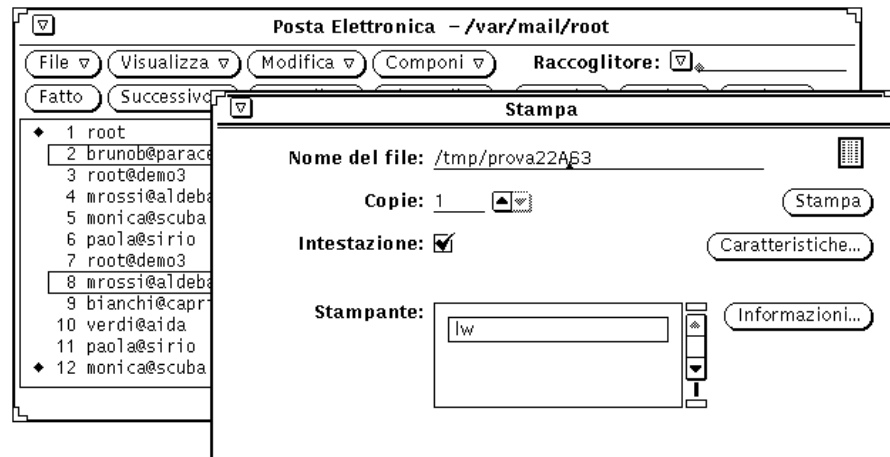 Posta Elettronica – /var/mail/root
File Visualizza Modifica Componi Raccoglitore:
Fatto Successivo
1 root
2 brunob@parace
3 root@demo3
4 mrossi@aldeba
5 monica@scuba
6 paola@sirio
7 root@demo3
8 mrossi@aldeba
9 bianchi@capri
10 verdi@aida
11 paola@sirio
12 monica@scuba
Stampa
Nome del file: /tmp/prova22A63
Copie: 1
Stampa
Intestazione:
Caratteristiche...
Stampante:
lw
Informazioni...